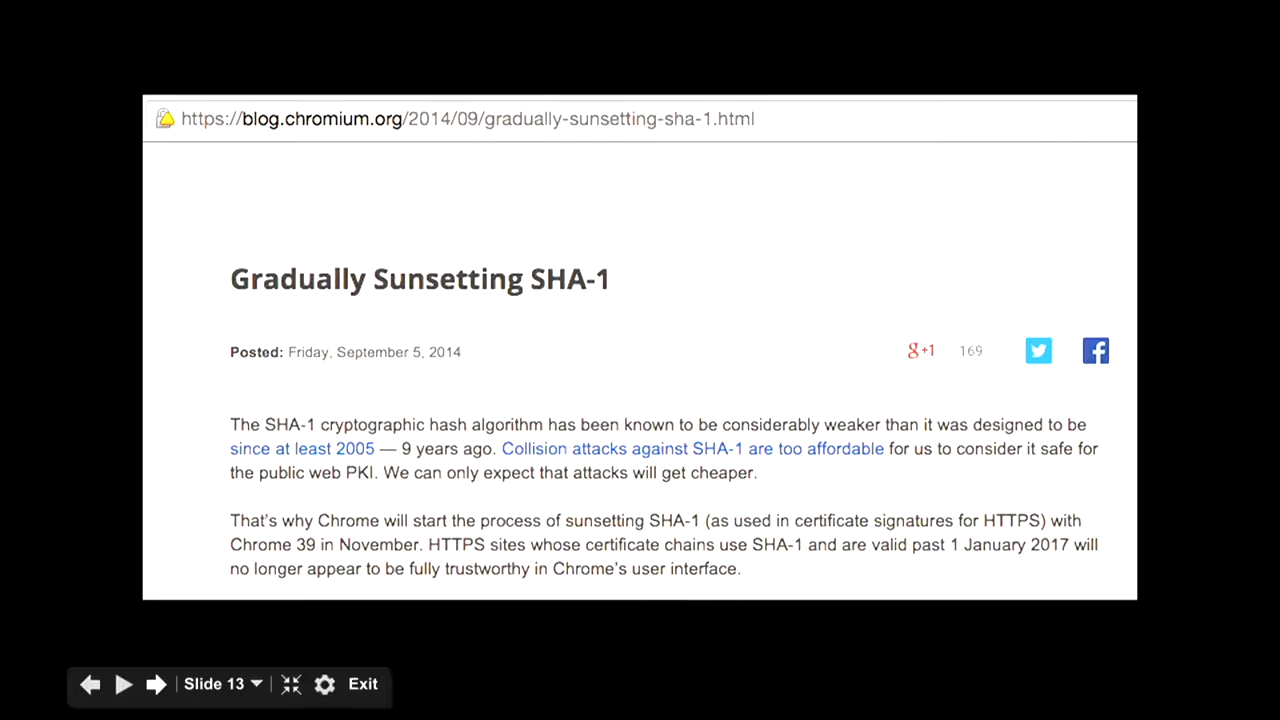 https://blog.chromium.org/2014/09/gradually-sunsetting-sha-1.html
Gradually Sunsetting SHA-1
Posted: Friday, September 5, 2014
g+1 169
The SHA-1 cryptographic hash algorithm has been known to be considerably weaker than it was designed to be
since at least 2005 — 9 years ago. Collision attacks against SHA-1 are too affordable for us to consider it safe for
the public web PKI. We can only expect that attacks will get cheaper.
That's why Chrome will start the process of sunsetting SHA-1 (as used in certificate signatures for HTTPS) with
Chrome 39 in November. HTTPS sites whose certificate chains use SHA-1 and are valid past 1 January 2017 will
no longer appear to be fully trustworthy in Chrome's user interface.
Slide 13 Exit